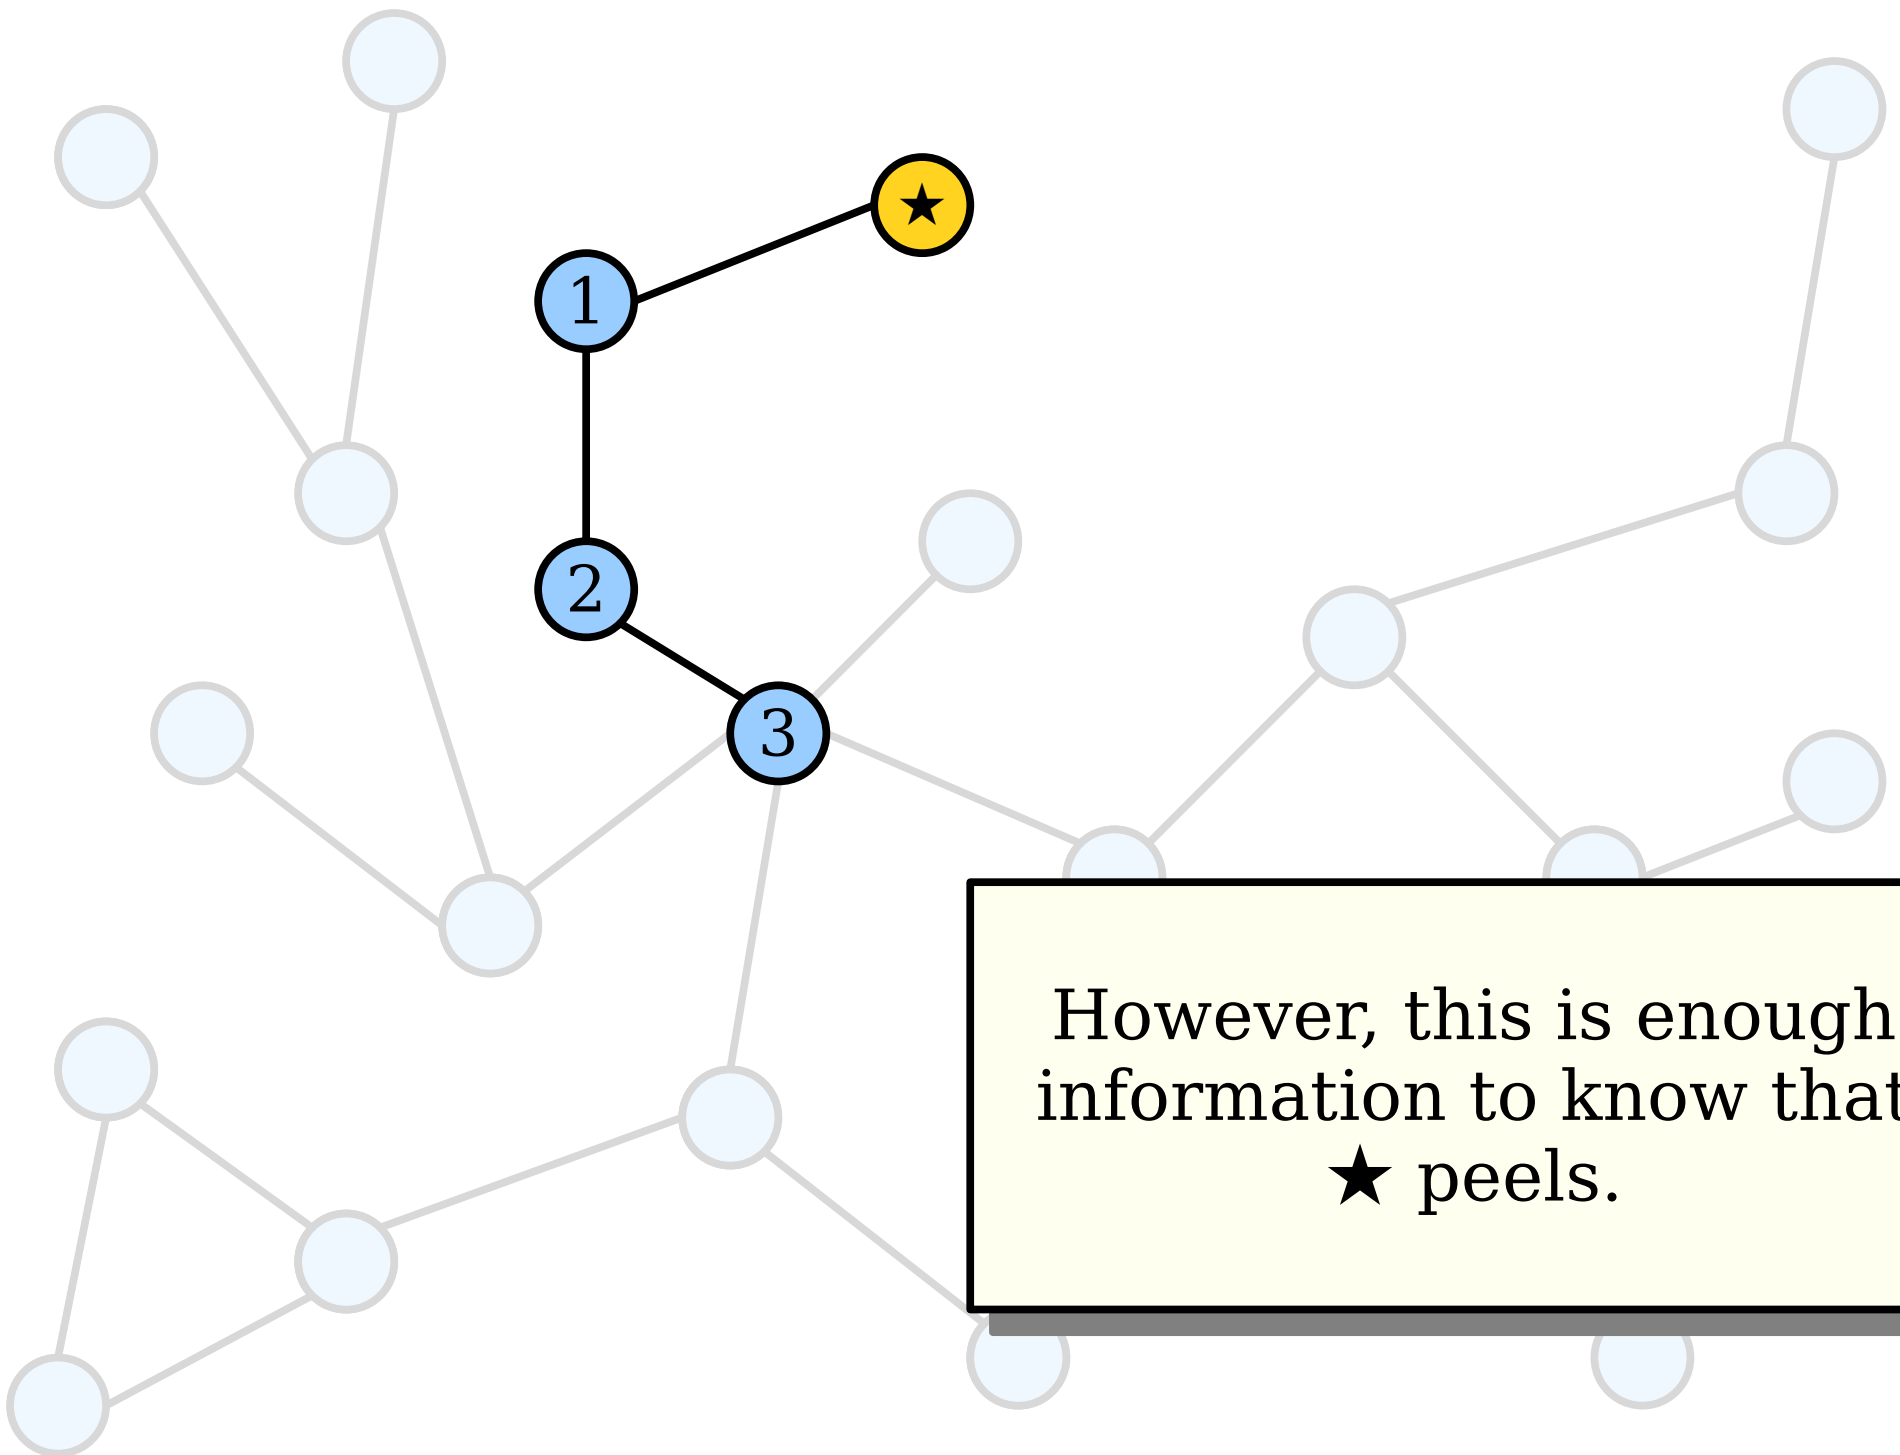 ★
1
2
3
However, this is enough
information to know that
★ peels.